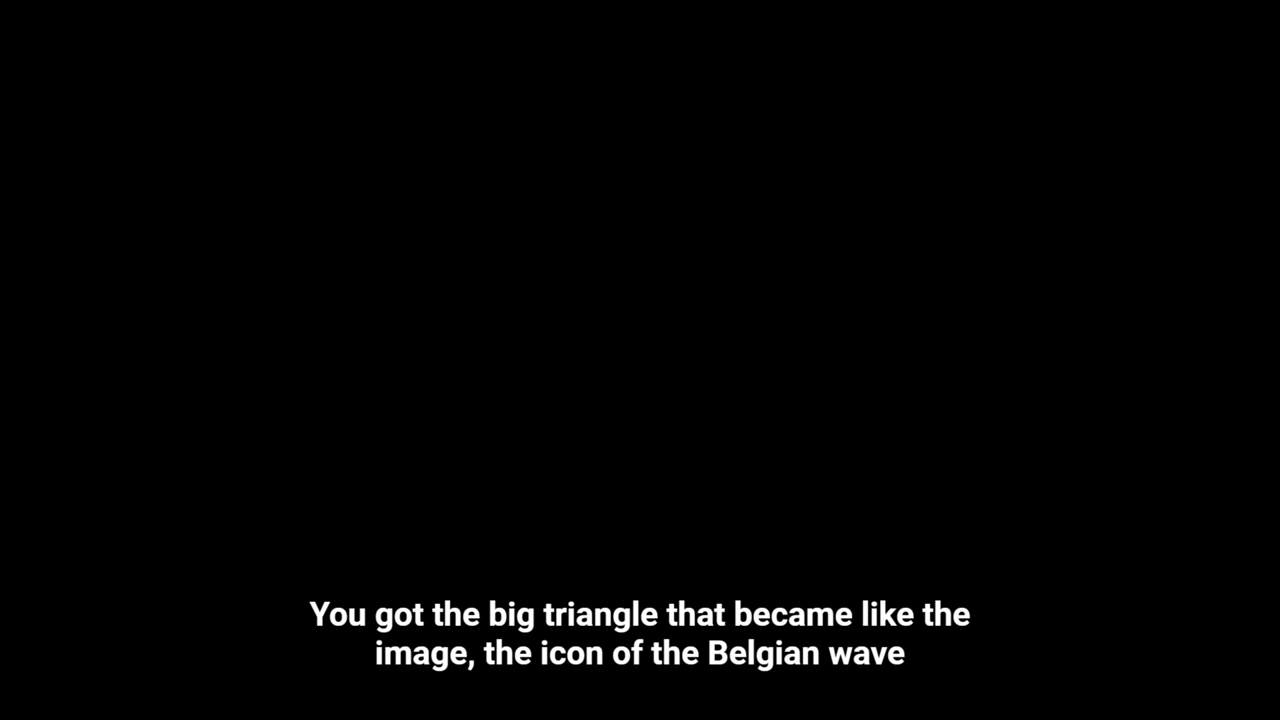 You got the big triangle that became like the
image, the icon of the Belgian wave